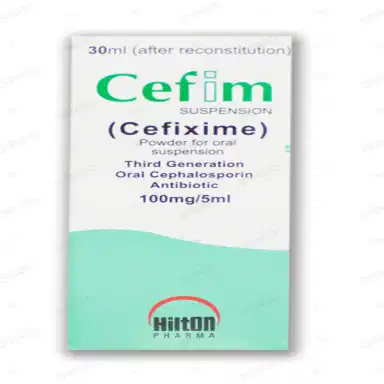 30ml (after reconstitution)
Cefim
SUSPENSION
(Cefixime)
Powder for oral
suspension
Third Generation
Oral Cephalosporin
Antibiotic
100mg/5ml
HiltOn
PHARMA